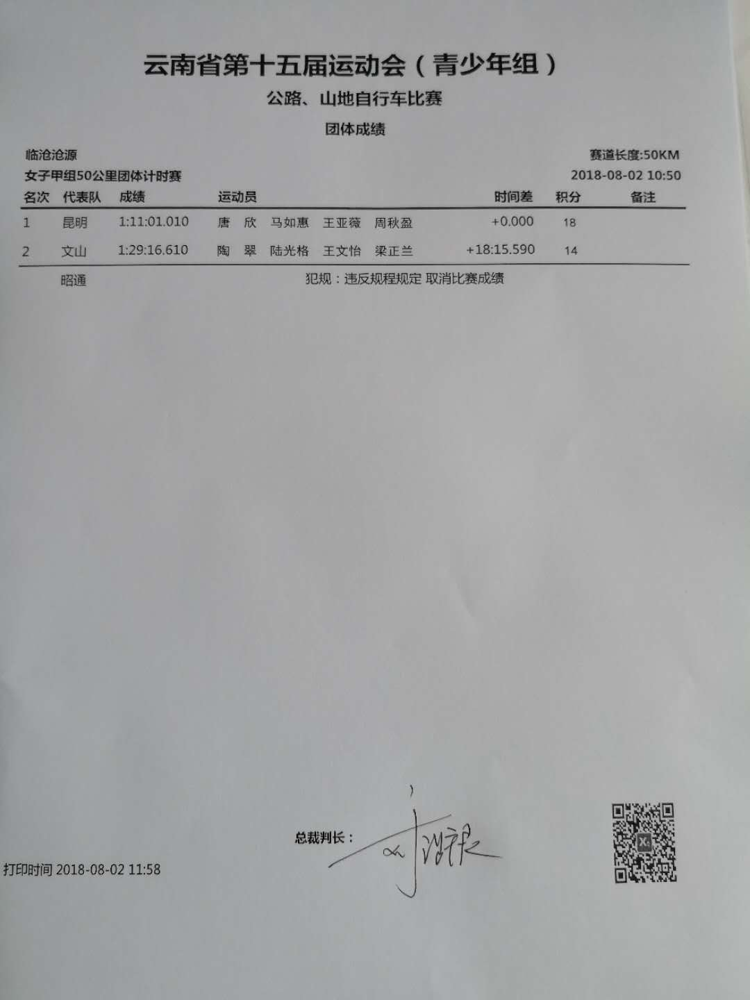 云南省第十五届运动会（青少年组）
公路、山地自行车比赛
团体成绩
临沧沧源 赛道长度:50KM
女子甲组50公里团体计时赛 2018-08-02 10:50
名次 代表队 成绩 运动员 时间差 积分 备注
1 昆明 1:11:01.010 唐 欣 马如惠 王亚薇 周秋盈 +0.000 18
2 文山 1:29:16.610 陶 翠 陆光格 王文怡 梁正兰 +18:15.590 14
昭通 犯规：违反规程规定 取消比赛成绩
总裁判长：
打印时间 2018-08-02 11:58